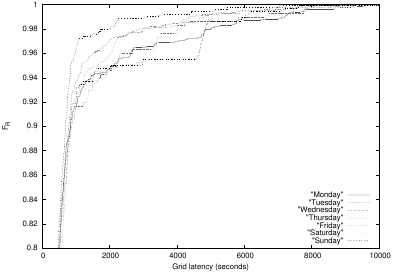 1
0.98
0.96
0.94
F_R
0.92
0.9
0.88
0.86
0.84
0.82
0.8
"Monday"
"Tuesday"
"Wednesday"
"Thursday"
"Friday"
"Saturday"
"Sunday"
0 2000 4000 6000 8000 10000
Grid latency (seconds)